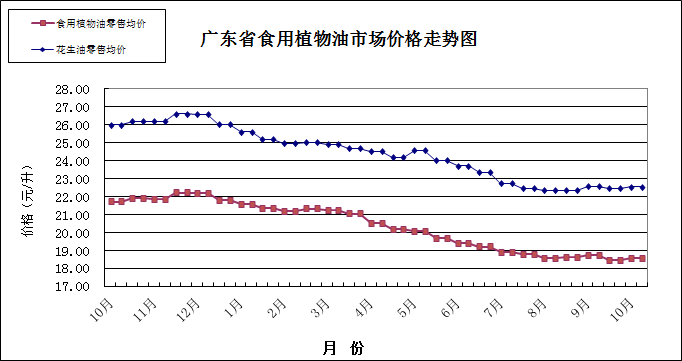 食用植物油零售均价
花生油零售均价
广东省食用植物油市场价格走势图
价格（元/升）
28.00
27.00
26.00
25.00
24.00
23.00
22.00
21.00
20.00
19.00
18.00
17.00
10月
11月
12月
1月
2月
3月
4月
5月
6月
7月
8月
9月
10月
月 份